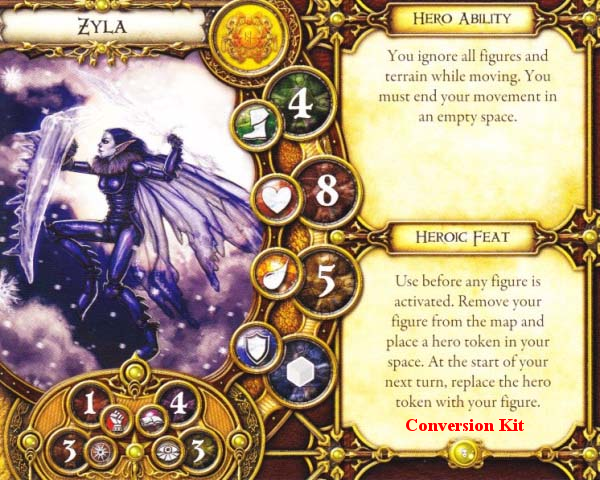 ZYLA
4
8
5
1
4
3
3
HERO ABILITY
You ignore all figures and
terrain while moving. You
must end your movement in
an empty space.
HEROIC FEAT
Use before any figure is
activated. Remove your
figure from the map and
place a hero token in your
space. At the start of your
next turn, replace the hero
token with your figure.
Conversion Kit